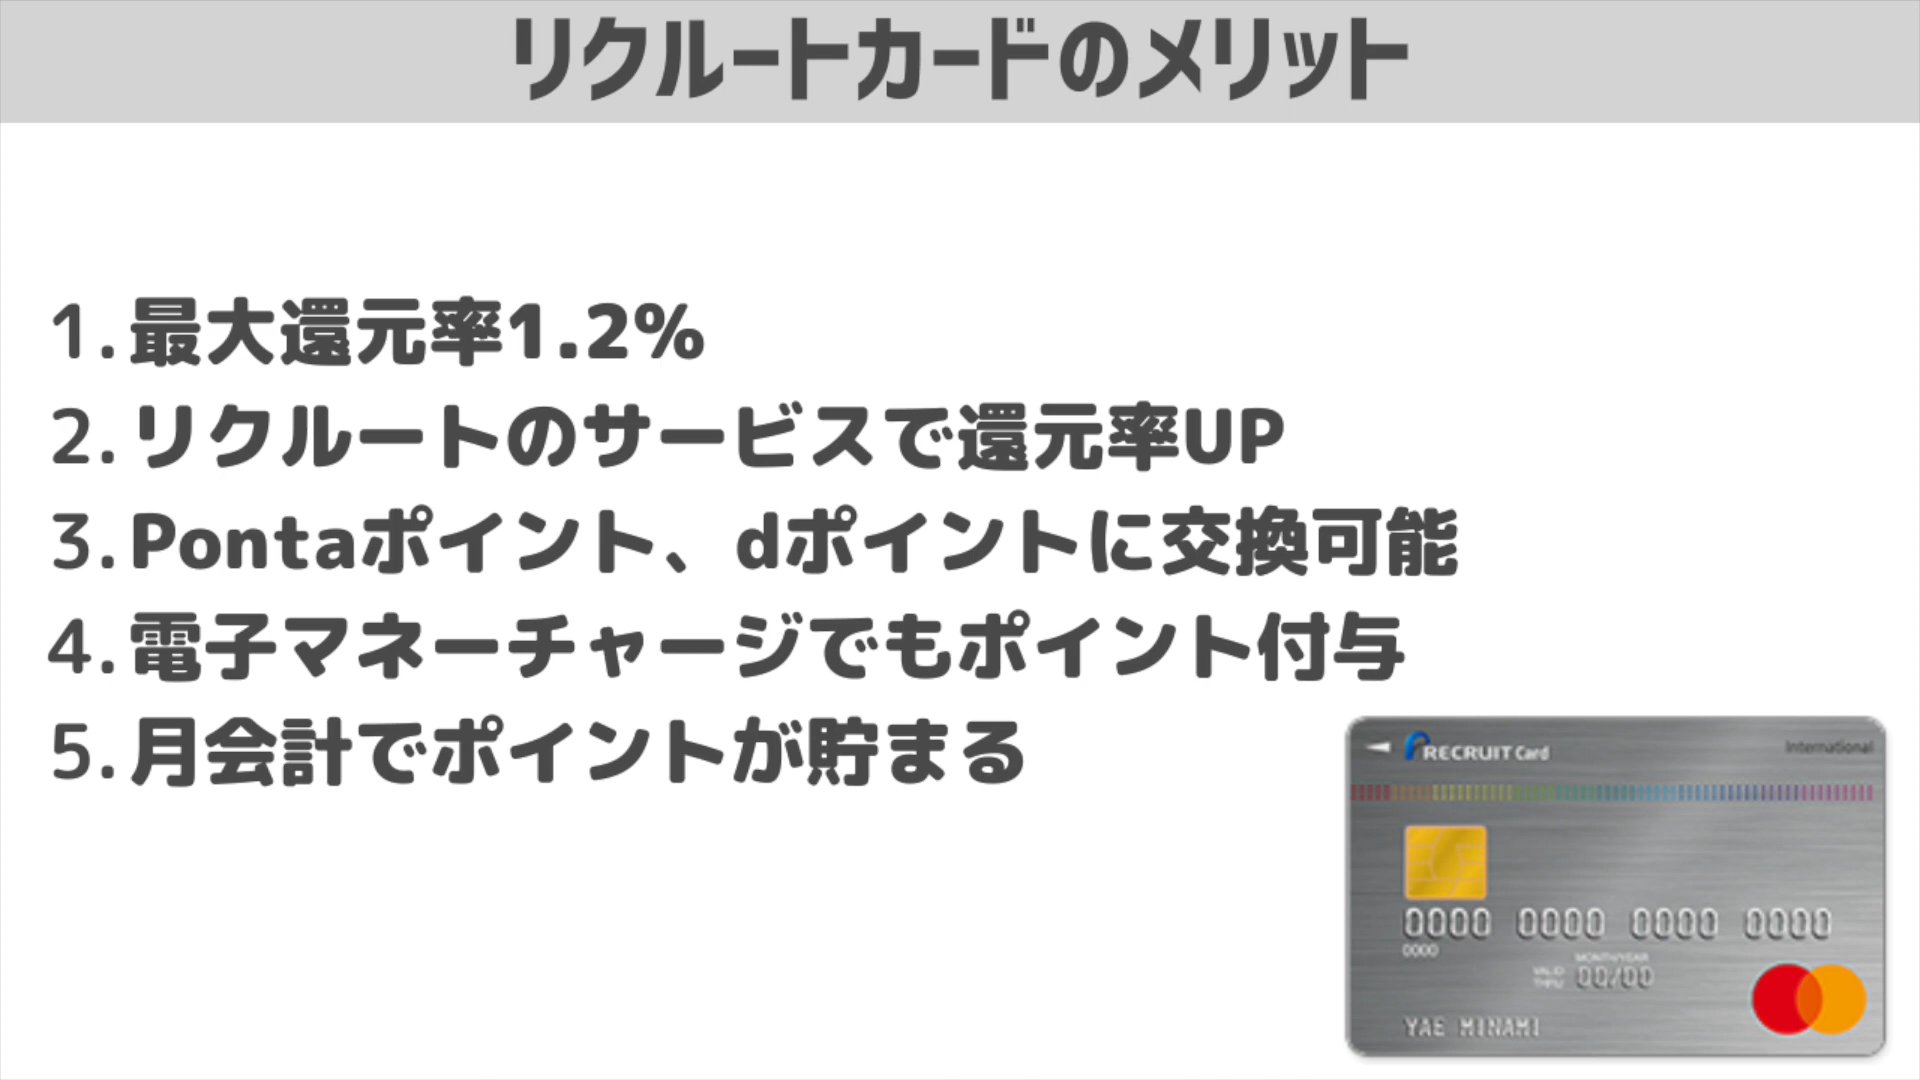 リクルートカードのメリット
1. 最大還元率1.2%
2. リクルートのサービスで還元率UP
3. Pontaポイント、dポイントに交換可能
4. 電子マネーチャージでもポイント付与
5. 月会計でポイントが貯まる
RECRUIT Card
International
0000 0000 0000 0000
0000
MONTH/YEAR
VALID THRU 00/00
YAE MINAMI